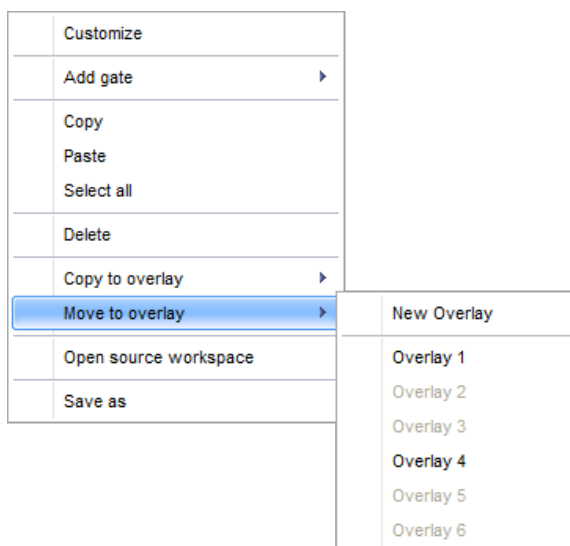 Customize
Add gate
Copy
Paste
Select all
Delete
Copy to overlay
Move to overlay
Open source workspace
Save as
New Overlay
Overlay 1
Overlay 2
Overlay 3
Overlay 4
Overlay 5
Overlay 6